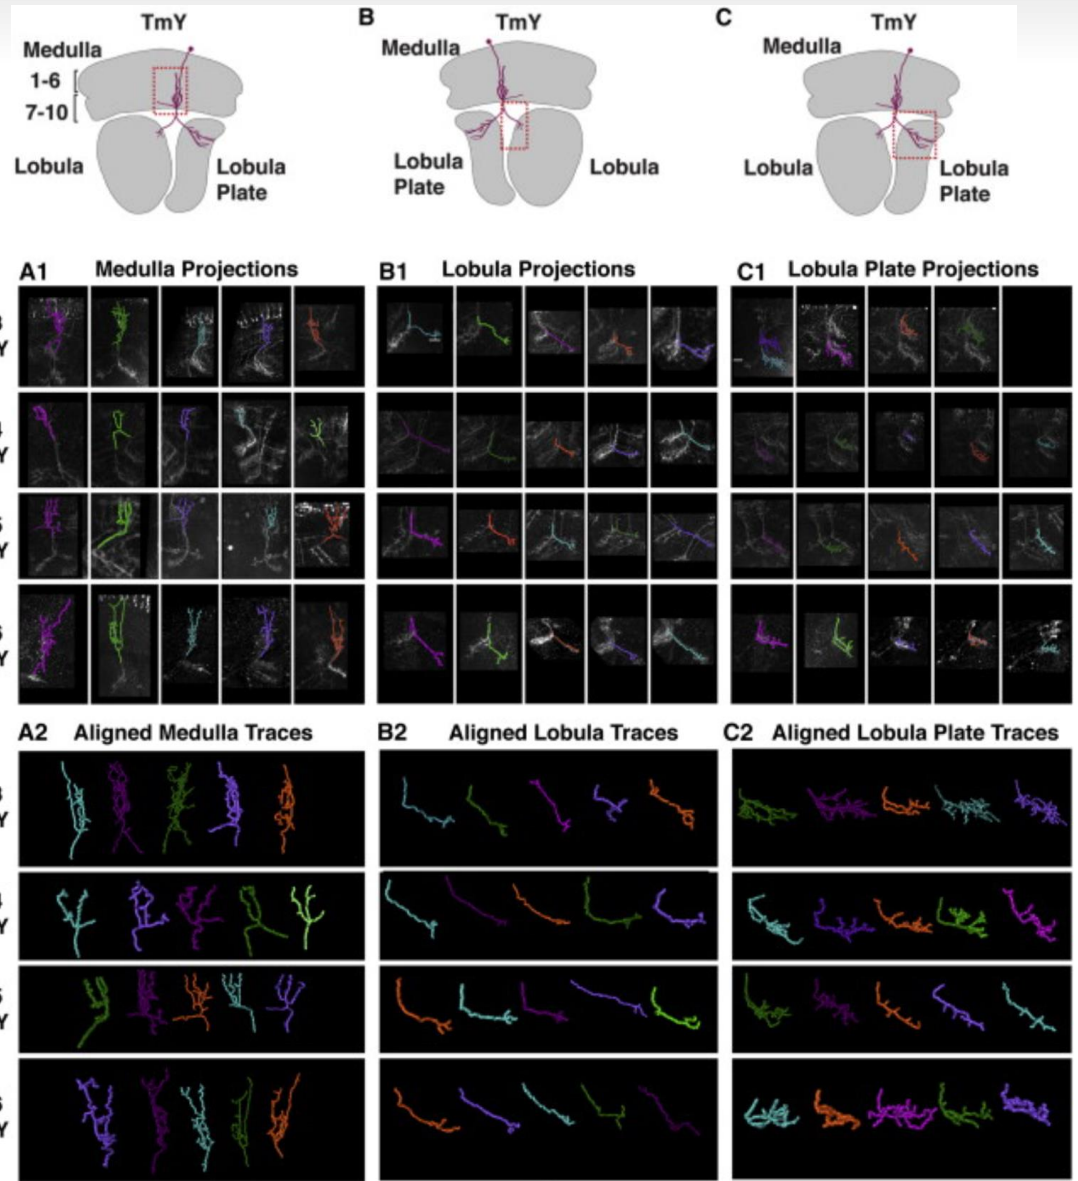 TmY
Medulla
1-6
7-10
Lobula
Lobula
Plate
B
TmY
Medulla
Lobula
Plate
Lobula
C
TmY
Medulla
Lobula
Lobula
Plate
A1 Medulla Projections
B1 Lobula Projections
C1 Lobula Plate Projections
Y
4
Y
Y
6
Y
A2 Aligned Medulla Traces
B2 Aligned Lobula Traces
C2 Aligned Lobula Plate Traces
Y
Y
Y
Y